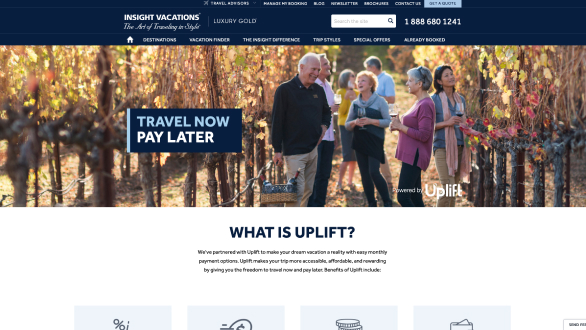 TRAVEL ADVISORS MANAGE MY BOOKING BLOG NEWSLETTER BROCHURES CONTACT US GET A QUOTE
INSIGHT VACATIONS LUXURY GOLD Search the site 1 888 680 1241
The Art of Traveling in Style
DESTINATIONS VACATION FINDER THE INSIGHT DIFFERENCE TRIP STYLES SPECIAL OFFERS ALREADY BOOKED
TRAVEL NOW
PAY LATER
Powered by Uplift
WHAT IS UPLIFT?
We've partnered with Uplift to make your dream vacation a reality with easy monthly
payment options. Uplift makes your trip more accessible, affordable, and rewarding
by giving you the freedom to travel now and pay later. Benefits of Uplift include:
%
SEND